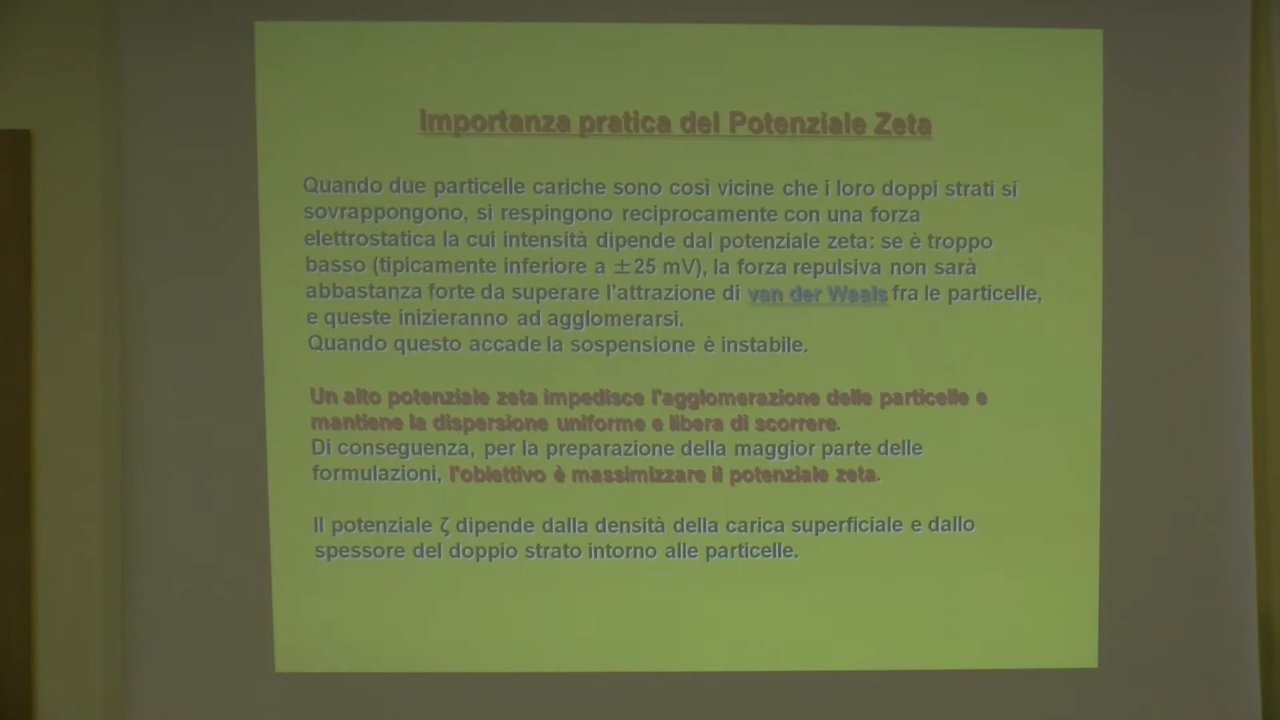 Importanza pratica del Potenziale Zeta
Quando due particelle cariche sono così vicine che i loro doppi strati si
sovrappongono, si respingono reciprocamente con una forza
elettrostatica la cui intensità dipende dal potenziale zeta: se è troppo
basso (tipicamente inferiore a ±25 mV), la forza repulsiva non sarà
abbastanza forte da superare l'attrazione di van der Waals fra le particelle,
e queste inizieranno ad agglomerarsi.
Quando questo accade la sospensione è instabile.
Un alto potenziale zeta impedisce l'agglomerazione delle particelle e
mantiene la dispersione uniforme e libera di scorrere.
Di conseguenza, per la preparazione della maggior parte delle
formulazioni, l'obiettivo è massimizzare il potenziale zeta.
Il potenziale ζ dipende dalla densità della carica superficiale e dallo
spessore del doppio strato intorno alle particelle.